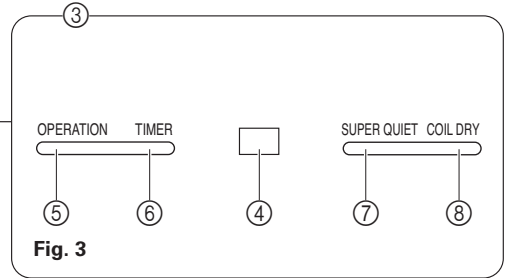 ③
OPERATION TIMER SUPER QUIET COIL DRY
⑤ ⑥ ④ ⑦ ⑧
Fig. 3